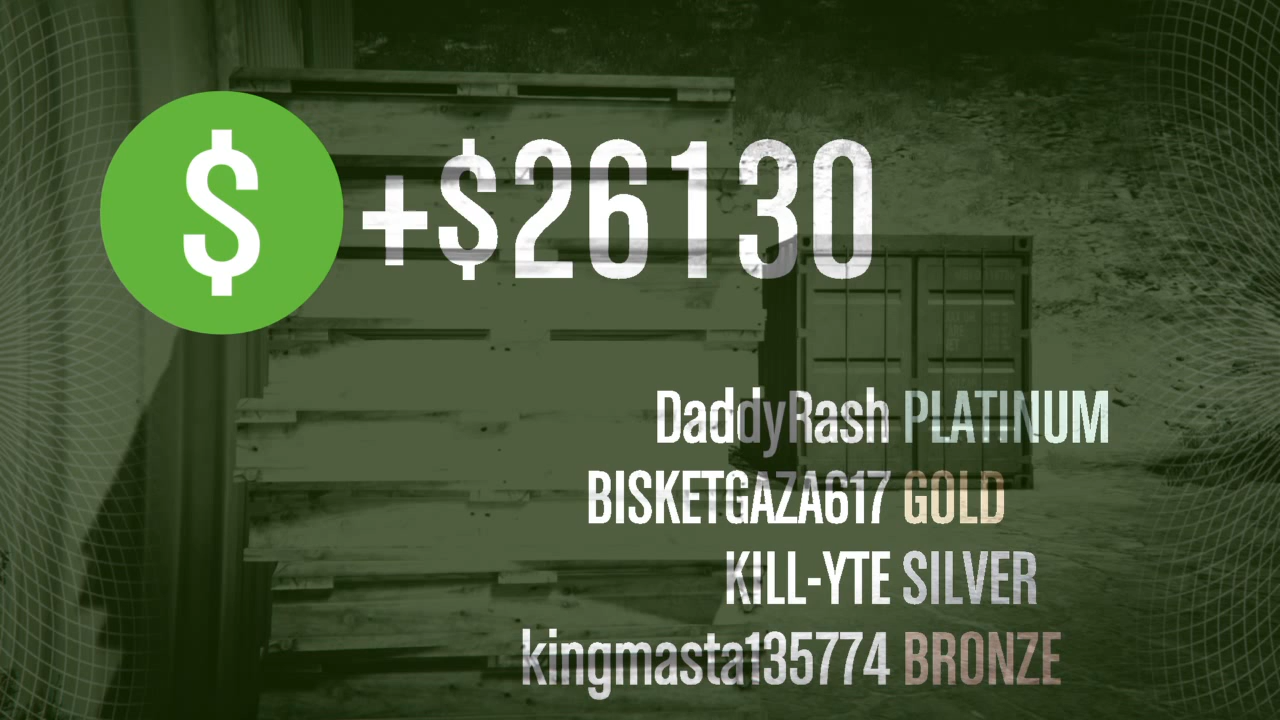 $ +$26130
DaddyRash PLATINUM
BISKETGAZA617 GOLD
KILL-YTE SILVER
kingmasta135774 BRONZE